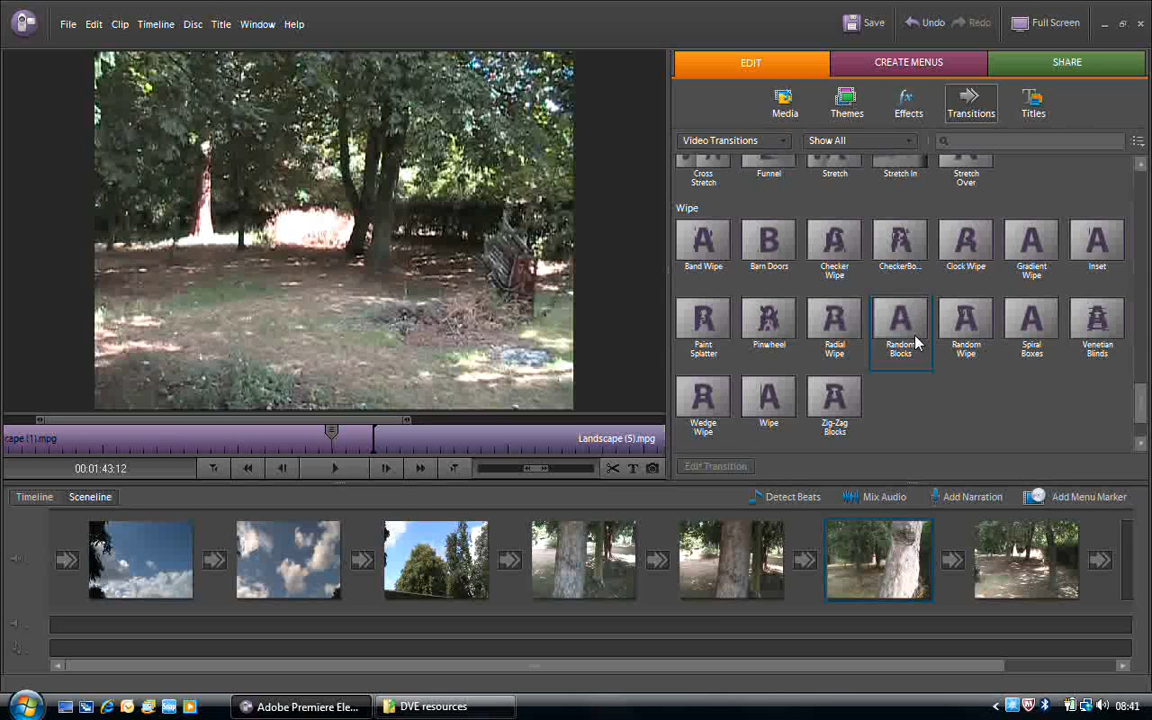 File Edit Clip Timeline Disc Title Window Help
Save Undo Redo Full Screen
EDIT CREATE MENUS SHARE
Media Themes Effects Transitions Titles
Video Transitions Show All
Cross Stretch Funnel Stretch Stretch In Stretch Over
Wipe
Band Wipe Barn Doors Checker Wipe CheckerBo... Clock Wipe Gradient Wipe Inset
Paint Splatter Pinwheel Radial Wipe Random Blocks Random Wipe Spiral Boxes Venetian Blinds
Wedge Wipe Wipe Zig-Zag Blocks
cape (1).mpg Landscape (5).mpg
00:01:43:12
Edit Transition
Timeline Sceneline Detect Beats Mix Audio Add Narration Add Menu Marker
Adobe Premiere Ele... DVE resources 08:41